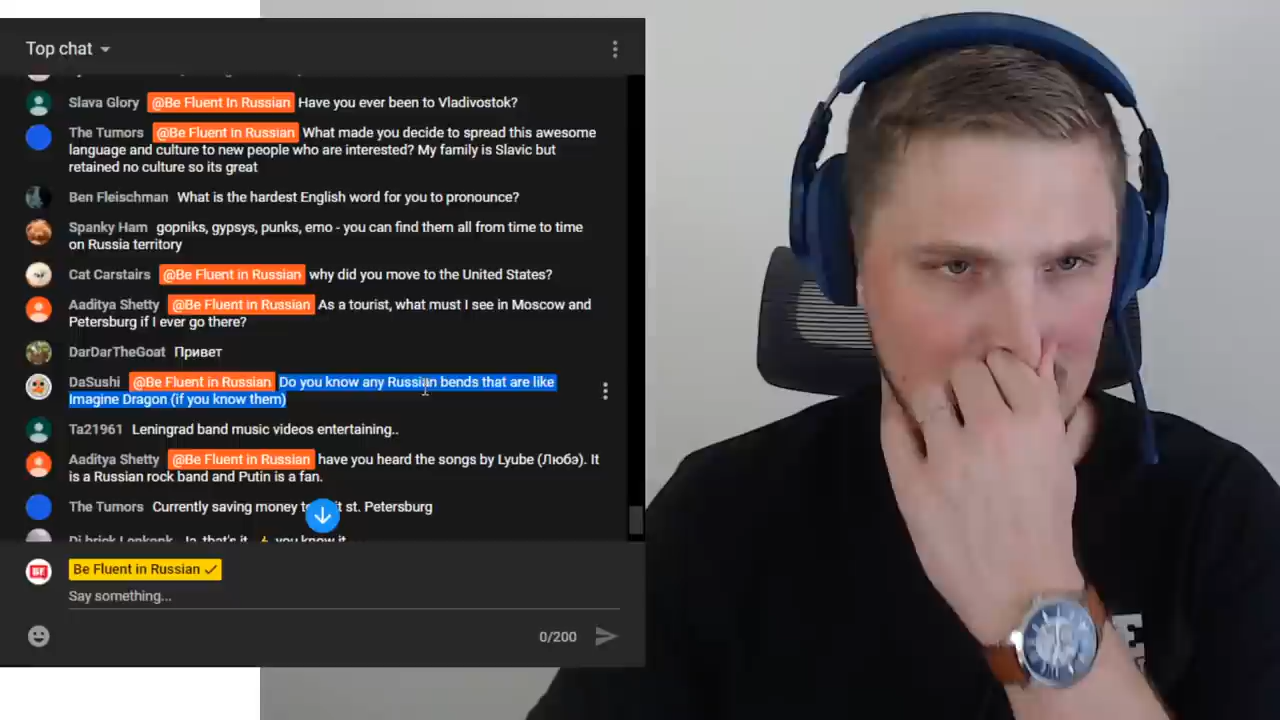 Top chat
Slava Glory @Be Fluent In Russian Have you ever been to Vladivostok?
The Tumors @Be Fluent In Russian What made you decide to spread this awesome
language and culture to new people who are interested? My family is Slavic but
retained no culture so its great
Ben Fleischman What is the hardest English word for you to pronounce?
Spanky Ham gopniks, gypsys, punks, emo - you can find them all from time to time
on Russia territory
Cat Carstairs @Be Fluent In Russian why did you move to the United States?
Aaditya Shetty @Be Fluent In Russian As a tourist, what must I see in Moscow and
Petersburg if I ever go there?
DarDarTheGoat Привет
DaSushi @Be Fluent In Russian Do you know any Russian bends that are like
Imagine Dragon (if you know them)
Ta21961 Leningrad band music videos entertaining..
Aaditya Shetty @Be Fluent In Russian have you heard the songs by Lyube (Любэ). It
is a Russian rock band and Putin is a fan.
The Tumors Currently saving money st. Petersburg
you know it
BE
Be Fluent in Russian
Say something...
0/200